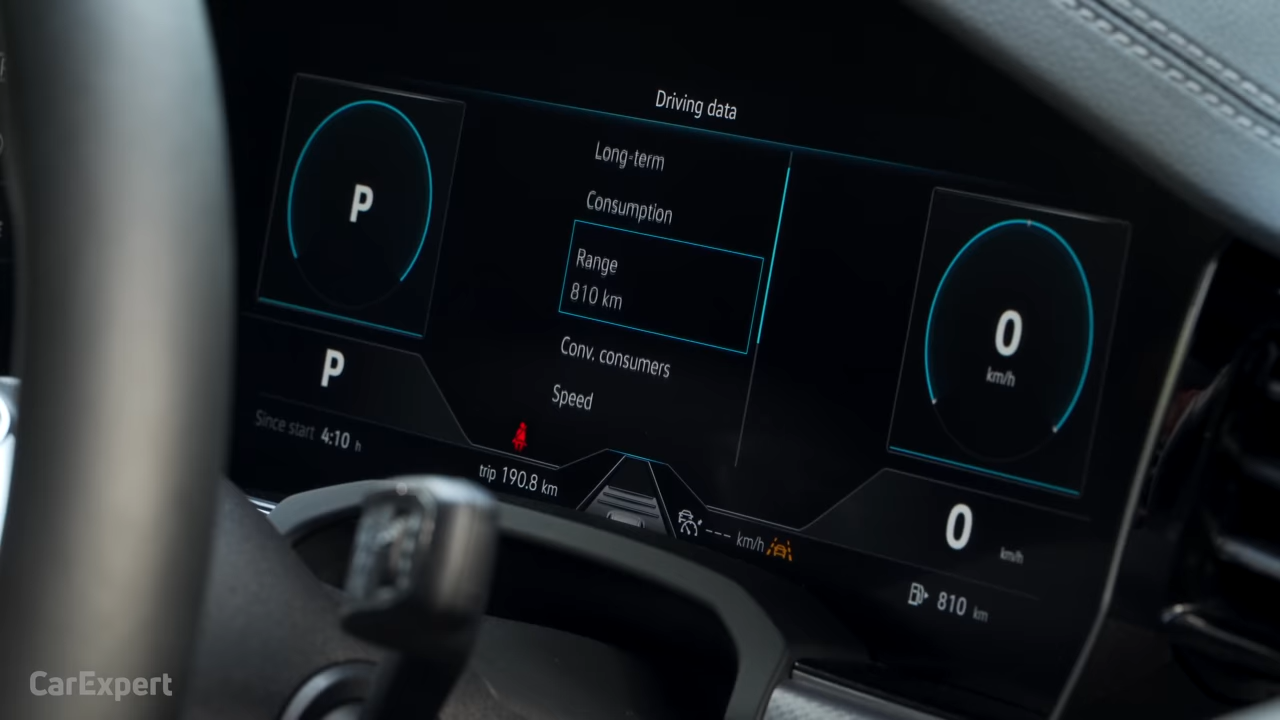 Driving data
Long-term
Consumption
Range
810 km
Conv. consumers
Speed
P
P
Since start 4:10 h
trip 190.8 km
--- km/h
0
km/h
0 km/h
810 km
CarExpert